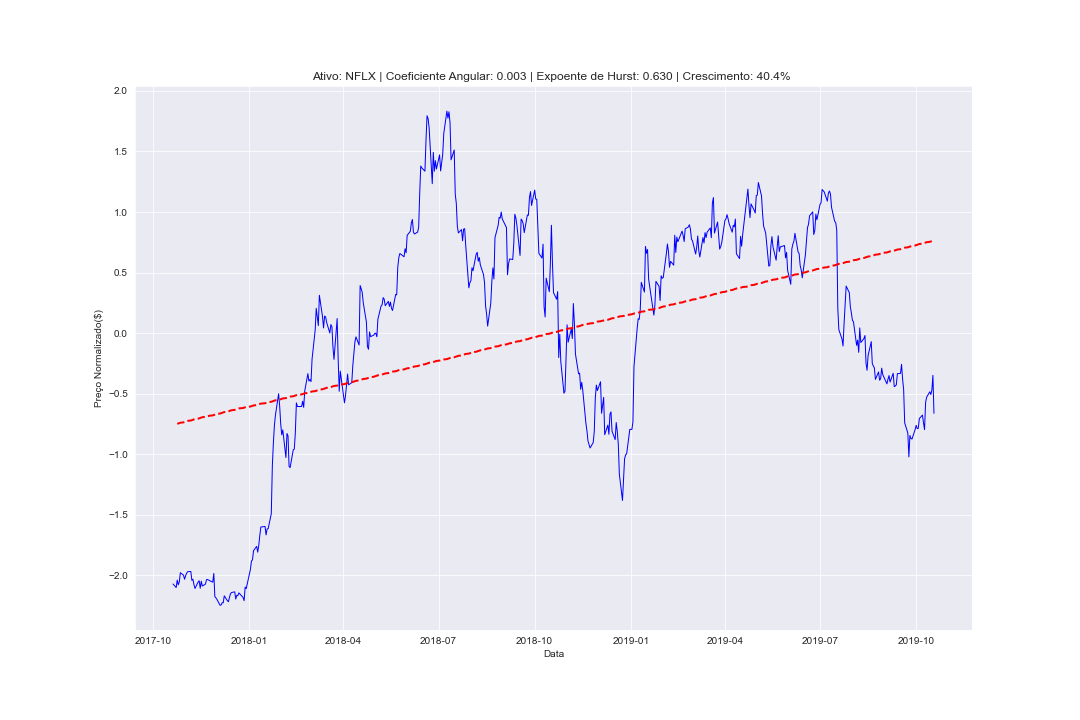 Ativo: NFLX | Coeficiente Angular: 0.003 | Expoente de Hurst: 0.630 | Crescimento: 40.4%
2.0
1.5
1.0
0.5
0.0
−0.5
−1.0
−1.5
−2.0
Preço Normalizado($)
2017-10 2018-01 2018-04 2018-07 2018-10 2019-01 2019-04 2019-07 2019-10
Data